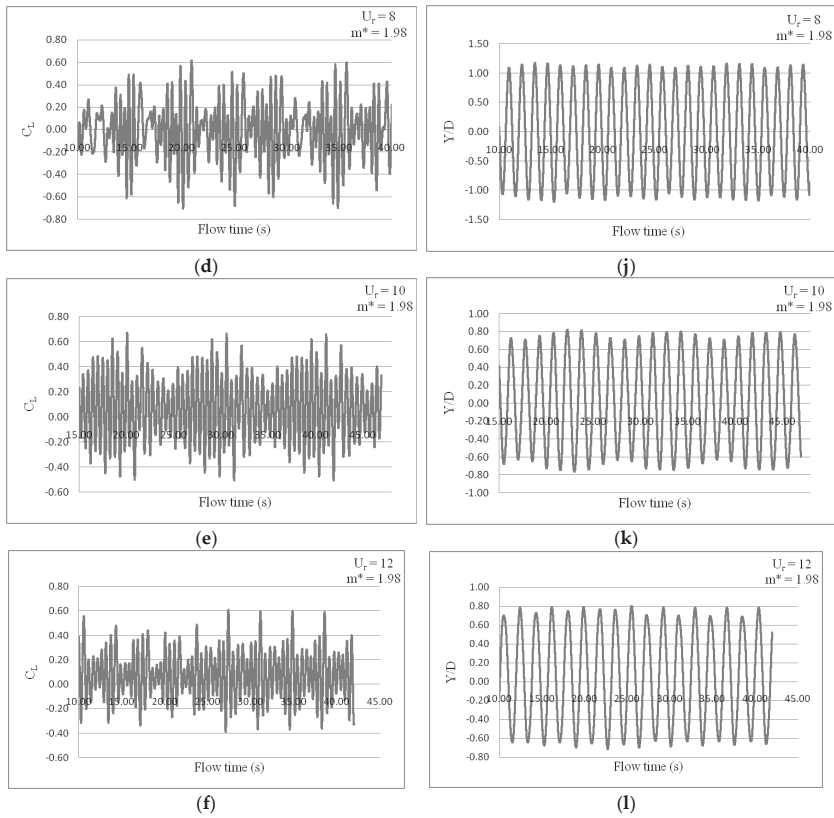 U_r = 8
m* = 1.98
0.80
0.60
0.40
0.20
0.00
-0.20
-0.40
-0.60
-0.80
10.00 15.00 20.00 25.00 30.00 35.00 40.00
C_L
Flow time (s)
(d)
U_r = 8
m* = 1.98
1.50
1.00
0.50
0.00
-0.50
-1.00
-1.50
10.00 15.00 20.00 25.00 30.00 35.00 40.00
Y/D
Flow time (s)
(j)
U_r = 10
m* = 1.98
0.80
0.60
0.40
0.20
0.00
-0.20
-0.40
-0.60
15.00 20.00 25.00 30.00 35.00 40.00 45.00
C_L
Flow time (s)
(e)
U_r = 10
m* = 1.98
1.00
0.80
0.60
0.40
0.20
0.00
-0.20
-0.40
-0.60
-0.80
-1.00
15.00 20.00 25.00 30.00 35.00 40.00 45.00
Y/D
Flow time (s)
(k)
U_r = 12
m* = 1.98
0.80
0.60
0.40
0.20
0.00
-0.20
-0.40
-0.60
10.00 15.00 20.00 25.00 30.00 35.00 40.00 45.00
C_L
Flow time (s)
(f)
U_r = 12
m* = 1.98
1.00
0.80
0.60
0.40
0.20
0.00
-0.20
-0.40
-0.60
-0.80
10.00 15.00 20.00 25.00 30.00 35.00 40.00 45.00
Y/D
Flow time (s)
(l)